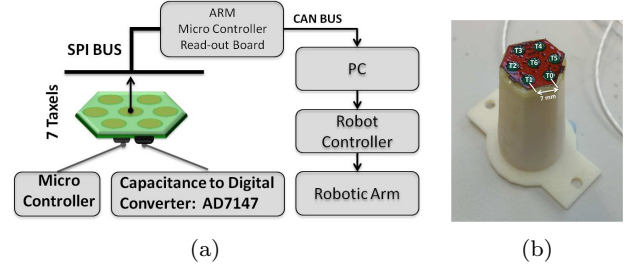 ARM
Micro Controller
Read-out Board
CAN BUS
SPI BUS
PC
7 Taxels
Robot
Controller
Micro
Controller
Capacitance to Digital
Converter: AD7147
Robotic Arm
T3
T4
T2
T6
T5
T1
T0
7 mm
(a)
(b)